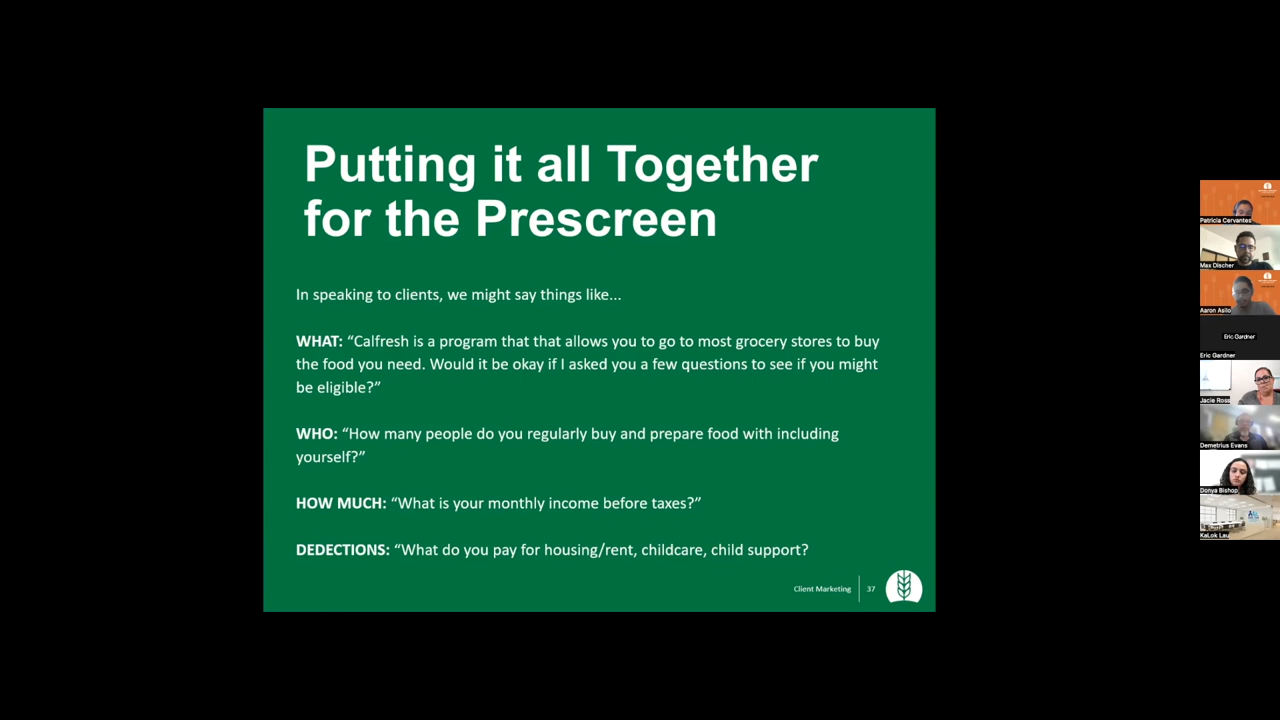 Putting it all Together
for the Prescreen
In speaking to clients, we might say things like...
WHAT: “Calfresh is a program that that allows you to go to most grocery stores to buy
the food you need. Would it be okay if I asked you a few questions to see if you might
be eligible?”
WHO: “How many people do you regularly buy and prepare food with including
yourself?”
HOW MUCH: “What is your monthly income before taxes?”
DEDECTIONS: “What do you pay for housing/rent, childcare, child support?
Client Marketing
37
Patricia Cervantes
Max Discher
Aaron Asilo
Eric Gardner
Eric Gardner
Jacie Ross
Demetrius Evans
Donya Bishop
KaLok Lau